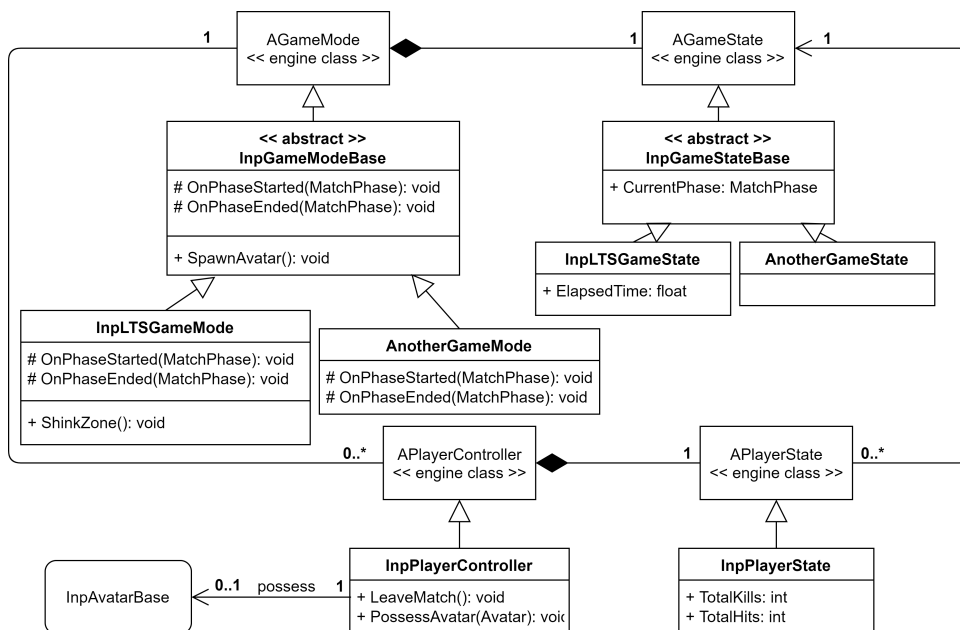 1
AGameMode
<< engine class >>
1
AGameState
<< engine class >>
1
<< abstract >>
InpGameModeBase
# OnPhaseStarted(MatchPhase): void
# OnPhaseEnded(MatchPhase): void
+ SpawnAvatar(): void
<< abstract >>
InpGameStateBase
+ CurrentPhase: MatchPhase
InpLTSGameState
+ ElapsedTime: float
AnotherGameState
InpLTSGameMode
# OnPhaseStarted(MatchPhase): void
# OnPhaseEnded(MatchPhase): void
+ ShinkZone(): void
AnotherGameMode
# OnPhaseStarted(MatchPhase): void
# OnPhaseEnded(MatchPhase): void
0..*
APlayerController
<< engine class >>
1
APlayerState
<< engine class >>
0..*
InpAvatarBase
0..1
possess
1
InpPlayerController
+ LeaveMatch(): void
+ PossessAvatar(Avatar): void
InpPlayerState
+ TotalKills: int
+ TotalHits: int